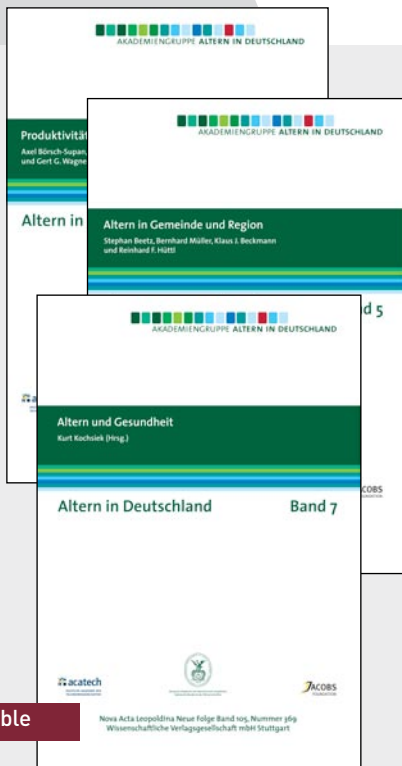 AKADEMIENGRUPPE ALTERN IN DEUTSCHLAND
Produktivität
Axel Börsch-Supan,
und Gert G. Wagne
Altern in
AKADEMIENGRUPPE ALTERN IN DEUTSCHLAND
Altern in Gemeinde und Region
Stephan Beetz, Bernhard Müller, Klaus J. Beckmann
und Reinhard F. Hüttl
d 5
COBS
AKADEMIENGRUPPE ALTERN IN DEUTSCHLAND
Altern und Gesundheit
Kurt Kochsiek (Hrsg.)
Altern in Deutschland Band 7
acatech
JACOBS
FOUNDATION
ble
Nova Acta Leopoldina Neue Folge Band 105, Nummer 369
Wissenschaftliche Verlagsgesellschaft mbH Stuttgart